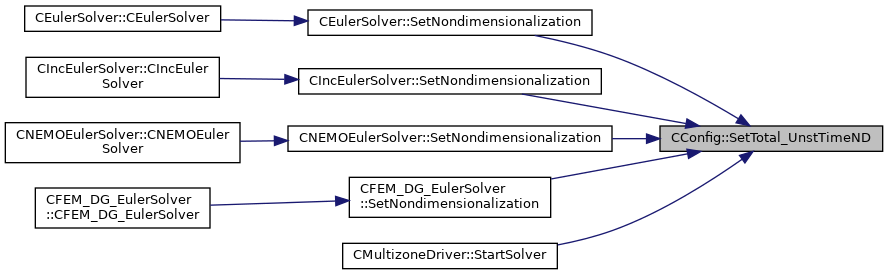 CEulerSolver::CEulerSolver
CEulerSolver::SetNondimensionalization
CIncEulerSolver::CIncEuler
Solver
CIncEulerSolver::SetNondimensionalization
CNEMOEulerSolver::CNEMOEuler
Solver
CNEMOEulerSolver::SetNondimensionalization
CConfig::SetTotal_UnstTimeND
CFEM_DG_EulerSolver
::CFEM_DG_EulerSolver
CFEM_DG_EulerSolver
::SetNondimensionalization
CMultizoneDriver::StartSolver